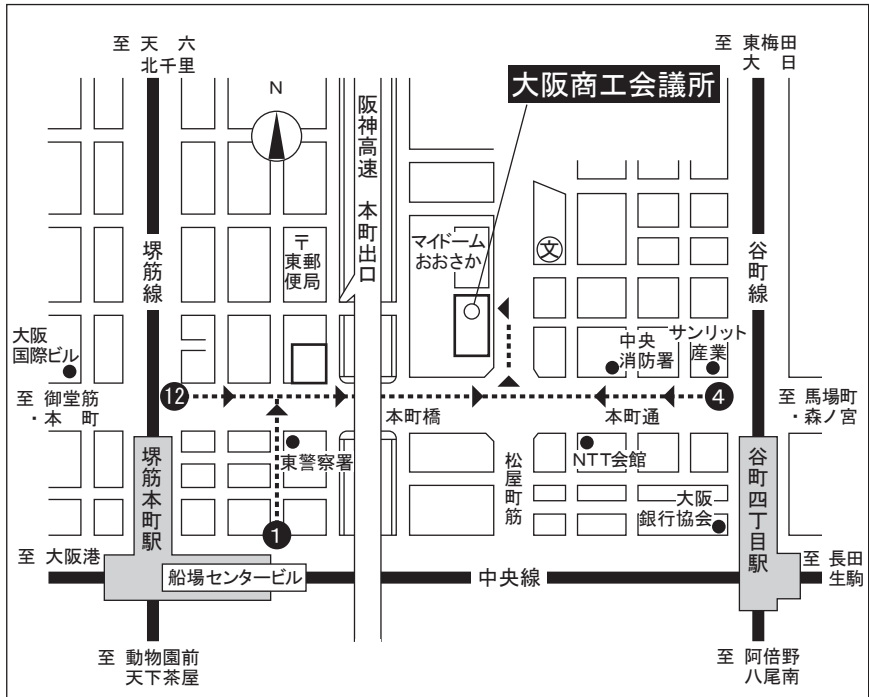 至 天 六
北千里
至 東梅田
大 日
N
大阪商工会議所
阪神高速 本町出口
堺筋線
〒
東郵
便局
マイドーム
おおさか
文
谷町線
大阪
国際ビル
中央
消防署
サンリット
産業
至 御堂筋
・本 町
12
4
至 馬場町
・森ノ宮
本町橋
本町通
東警察署
堺筋本町駅
松屋町筋
NTT会館
谷町四丁目駅
大阪
銀行協会
1
至 大阪港
船場センタービル
中央線
至 長田
生駒
至 動物園前
天下茶屋
至 阿倍野
八尾南